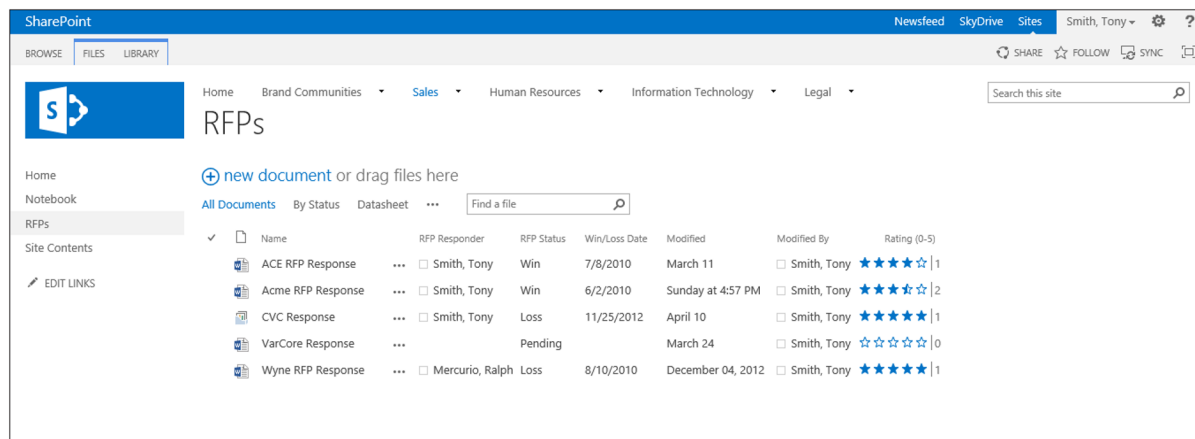 SharePoint Newsfeed SkyDrive Sites Smith, Tony ?
BROWSE FILES LIBRARY SHARE FOLLOW SYNC
S
Home Brand Communities Sales Human Resources Information Technology Legal Search this site
RFPs
Home
Notebook
RFPs
Site Contents
EDIT LINKS
new document or drag files here
All Documents By Status Datasheet ••• Find a file
Name RFP Responder RFP Status Win/Loss Date Modified Modified By Rating (0-5)
ACE RFP Response ••• Smith, Tony Win 7/8/2010 March 11 Smith, Tony 1
Acme RFP Response ••• Smith, Tony Win 6/2/2010 Sunday at 4:57 PM Smith, Tony 2
CVC Response ••• Smith, Tony Loss 11/25/2012 April 10 Smith, Tony 1
VarCore Response ••• Pending March 24 Smith, Tony 0
Wyne RFP Response ••• Mercurio, Ralph Loss 8/10/2010 December 04, 2012 Smith, Tony 1